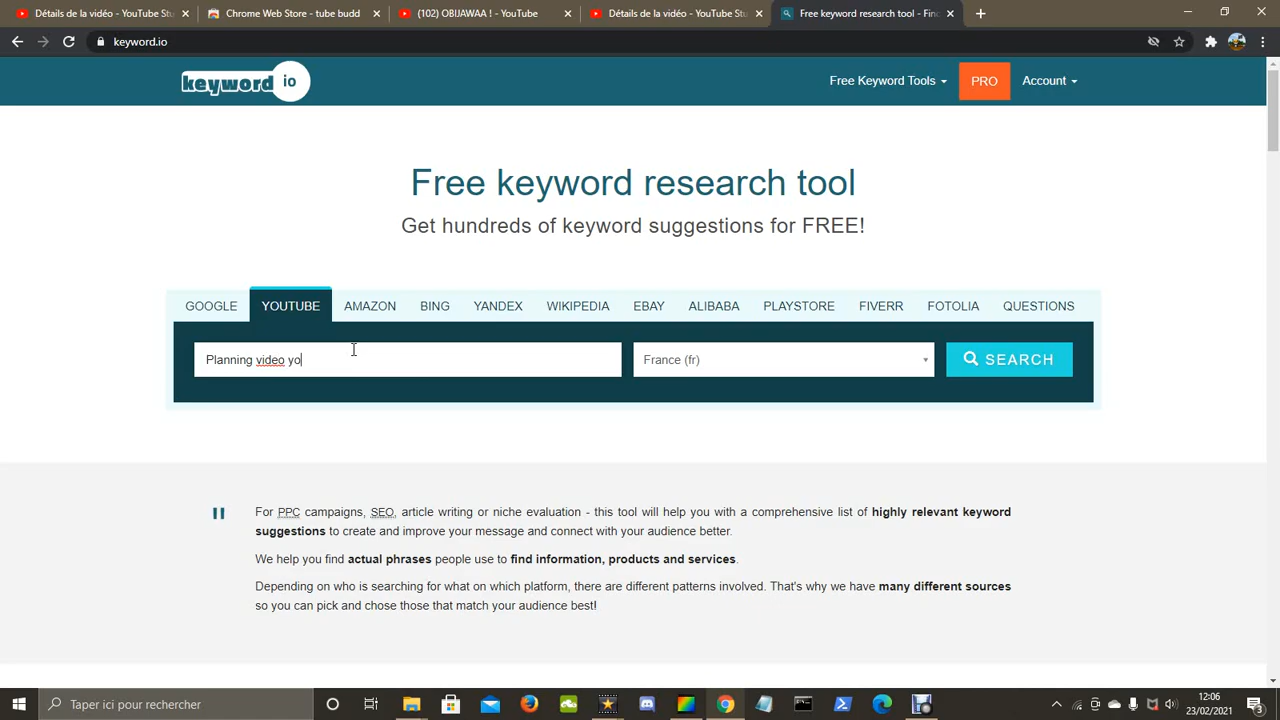 Détails de la vidéo - YouTube Stu
Chrome Web Store - tube budd
(102) OBIJAWAA ! - YouTube
Détails de la vidéo - YouTube Stu
Free keyword research tool - Finc
keyword.io
keyword io
Free Keyword Tools
PRO
Account
Free keyword research tool
Get hundreds of keyword suggestions for FREE!
GOOGLE YOUTUBE AMAZON BING YANDEX WIKIPEDIA EBAY ALIBABA PLAYSTORE FIVERR FOTOLIA QUESTIONS
Planning video yo
France (fr)
SEARCH
"
For PPC campaigns, SEO, article writing or niche evaluation - this tool will help you with a comprehensive list of highly relevant keyword
suggestions to create and improve your message and connect with your audience better.
We help you find actual phrases people use to find information, products and services.
Depending on who is searching for what on which platform, there are different patterns involved. That's why we have many different sources
so you can pick and chose those that match your audience best!
Taper ici pour rechercher
12:06
23/02/2021